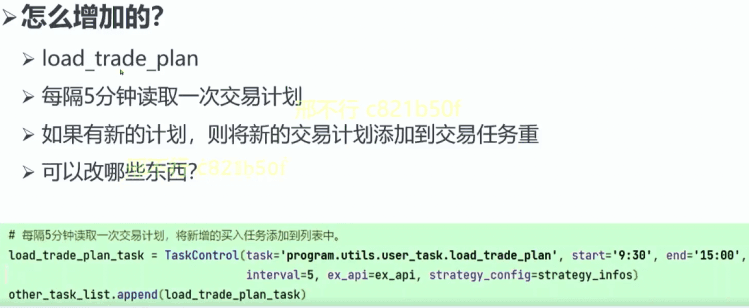 ➢怎么增加的？
➢ load_trade_plan
➢ 每隔5分钟读取一次交易计划
那不行 c821b50f
➢ 如果有新的计划，则将新的交易计划添加到交易任务重
➢ 可以改哪些东西？
那不行 c821b50f
# 每隔5分钟读取一次交易计划，将新增的买入任务添加到列表中。
load_trade_plan_task = TaskControl(task='program.utils.user_task.load_trade_plan', start='9:30', end='15:00',
interval=5, ex_api=ex_api, strategy_config=strategy_infos)
other_task_list.append(load_trade_plan_task)